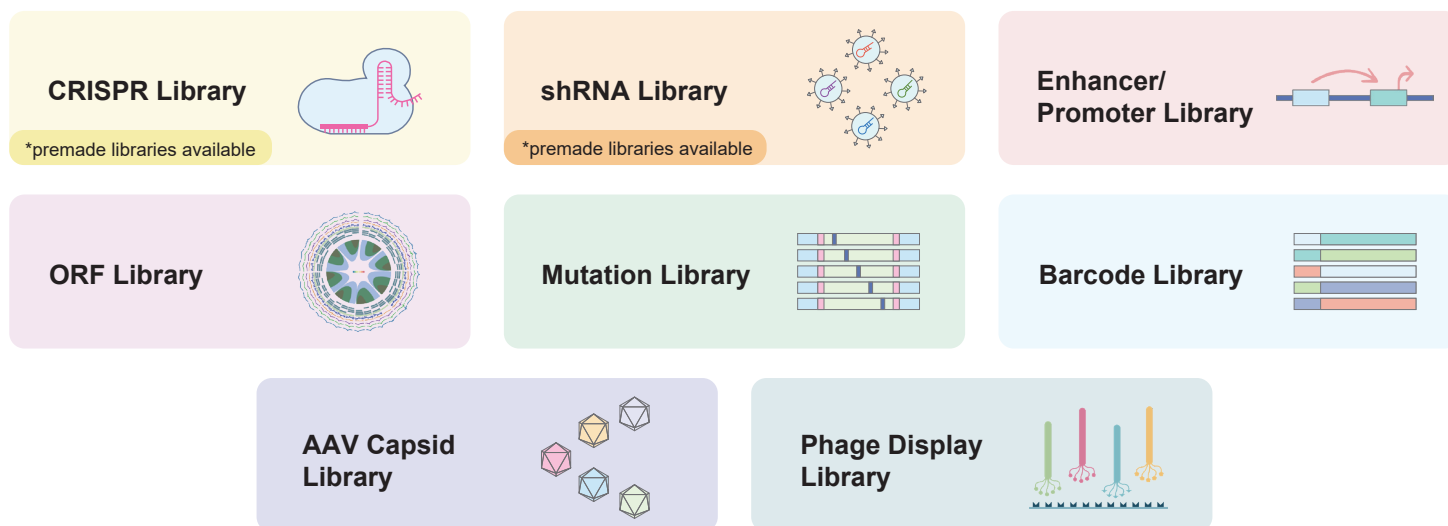 CRISPR Library
*premade libraries available
shRNA Library
*premade libraries available
Enhancer/
Promoter Library
ORF Library
Mutation Library
Barcode Library
AAV Capsid
Library
Phage Display
Library